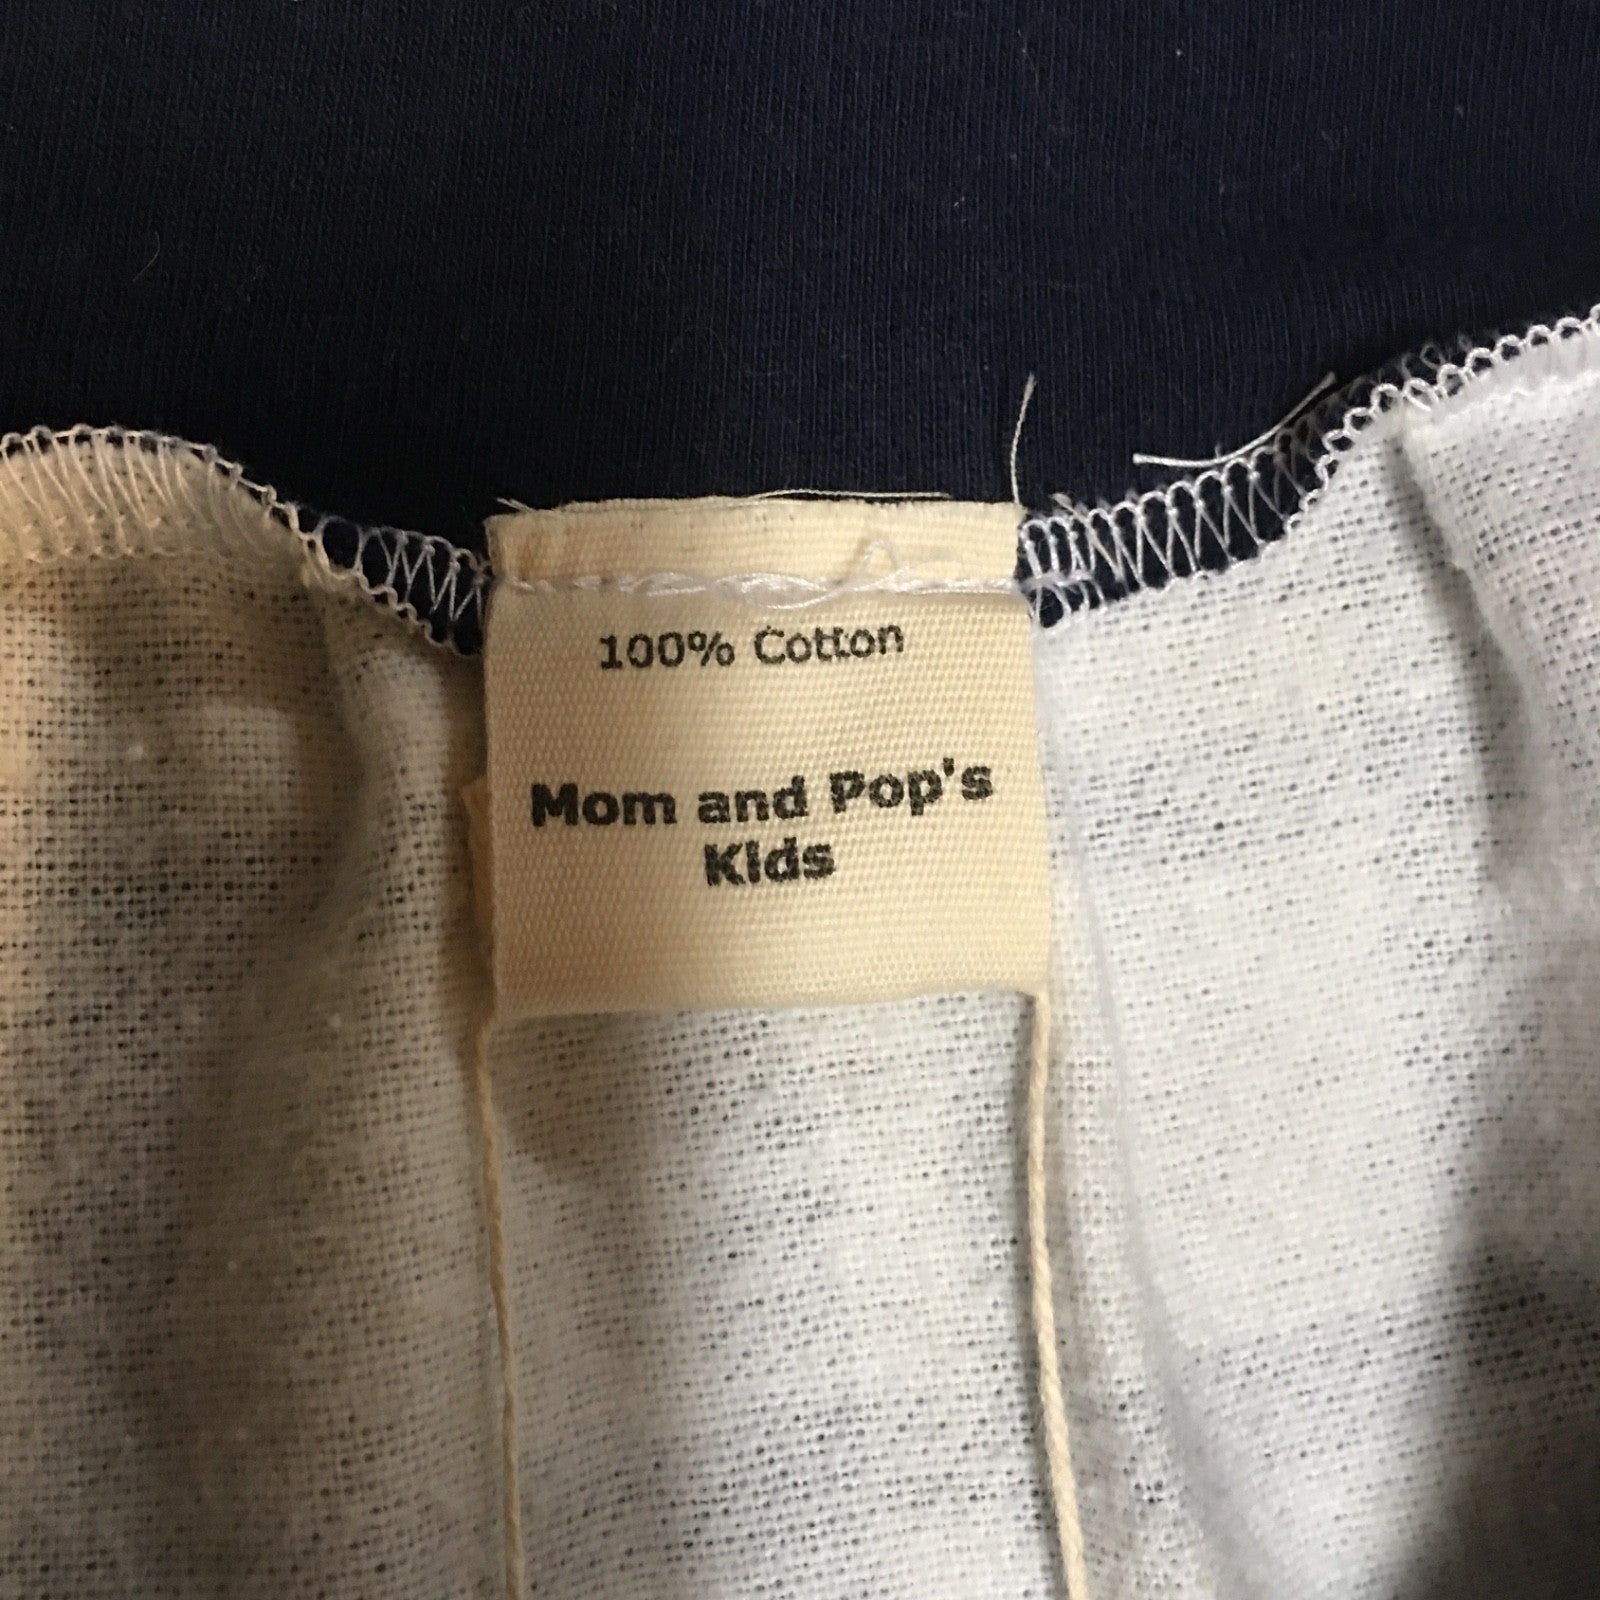 100% Cotton
Mom and Pop's
Kids